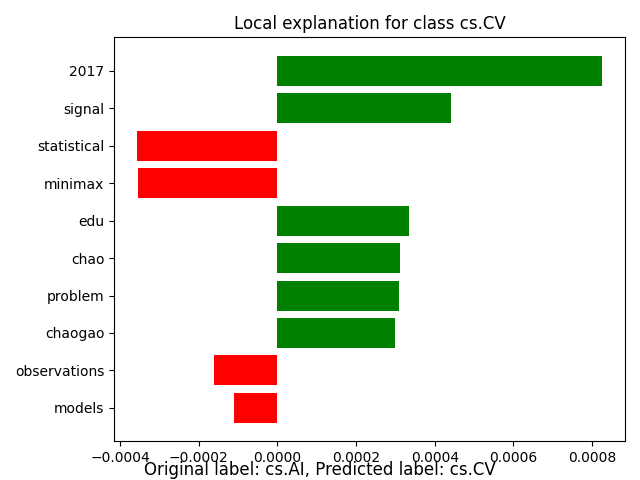 Local explanation for class cs.CV
2017
signal
statistical
minimax
edu
chao
problem
chaogao
observations
models
−0.0004 −0.0002 0.0000 0.0002 0.0004 0.0006 0.0008
Original label: cs.AI, Predicted label: cs.CV